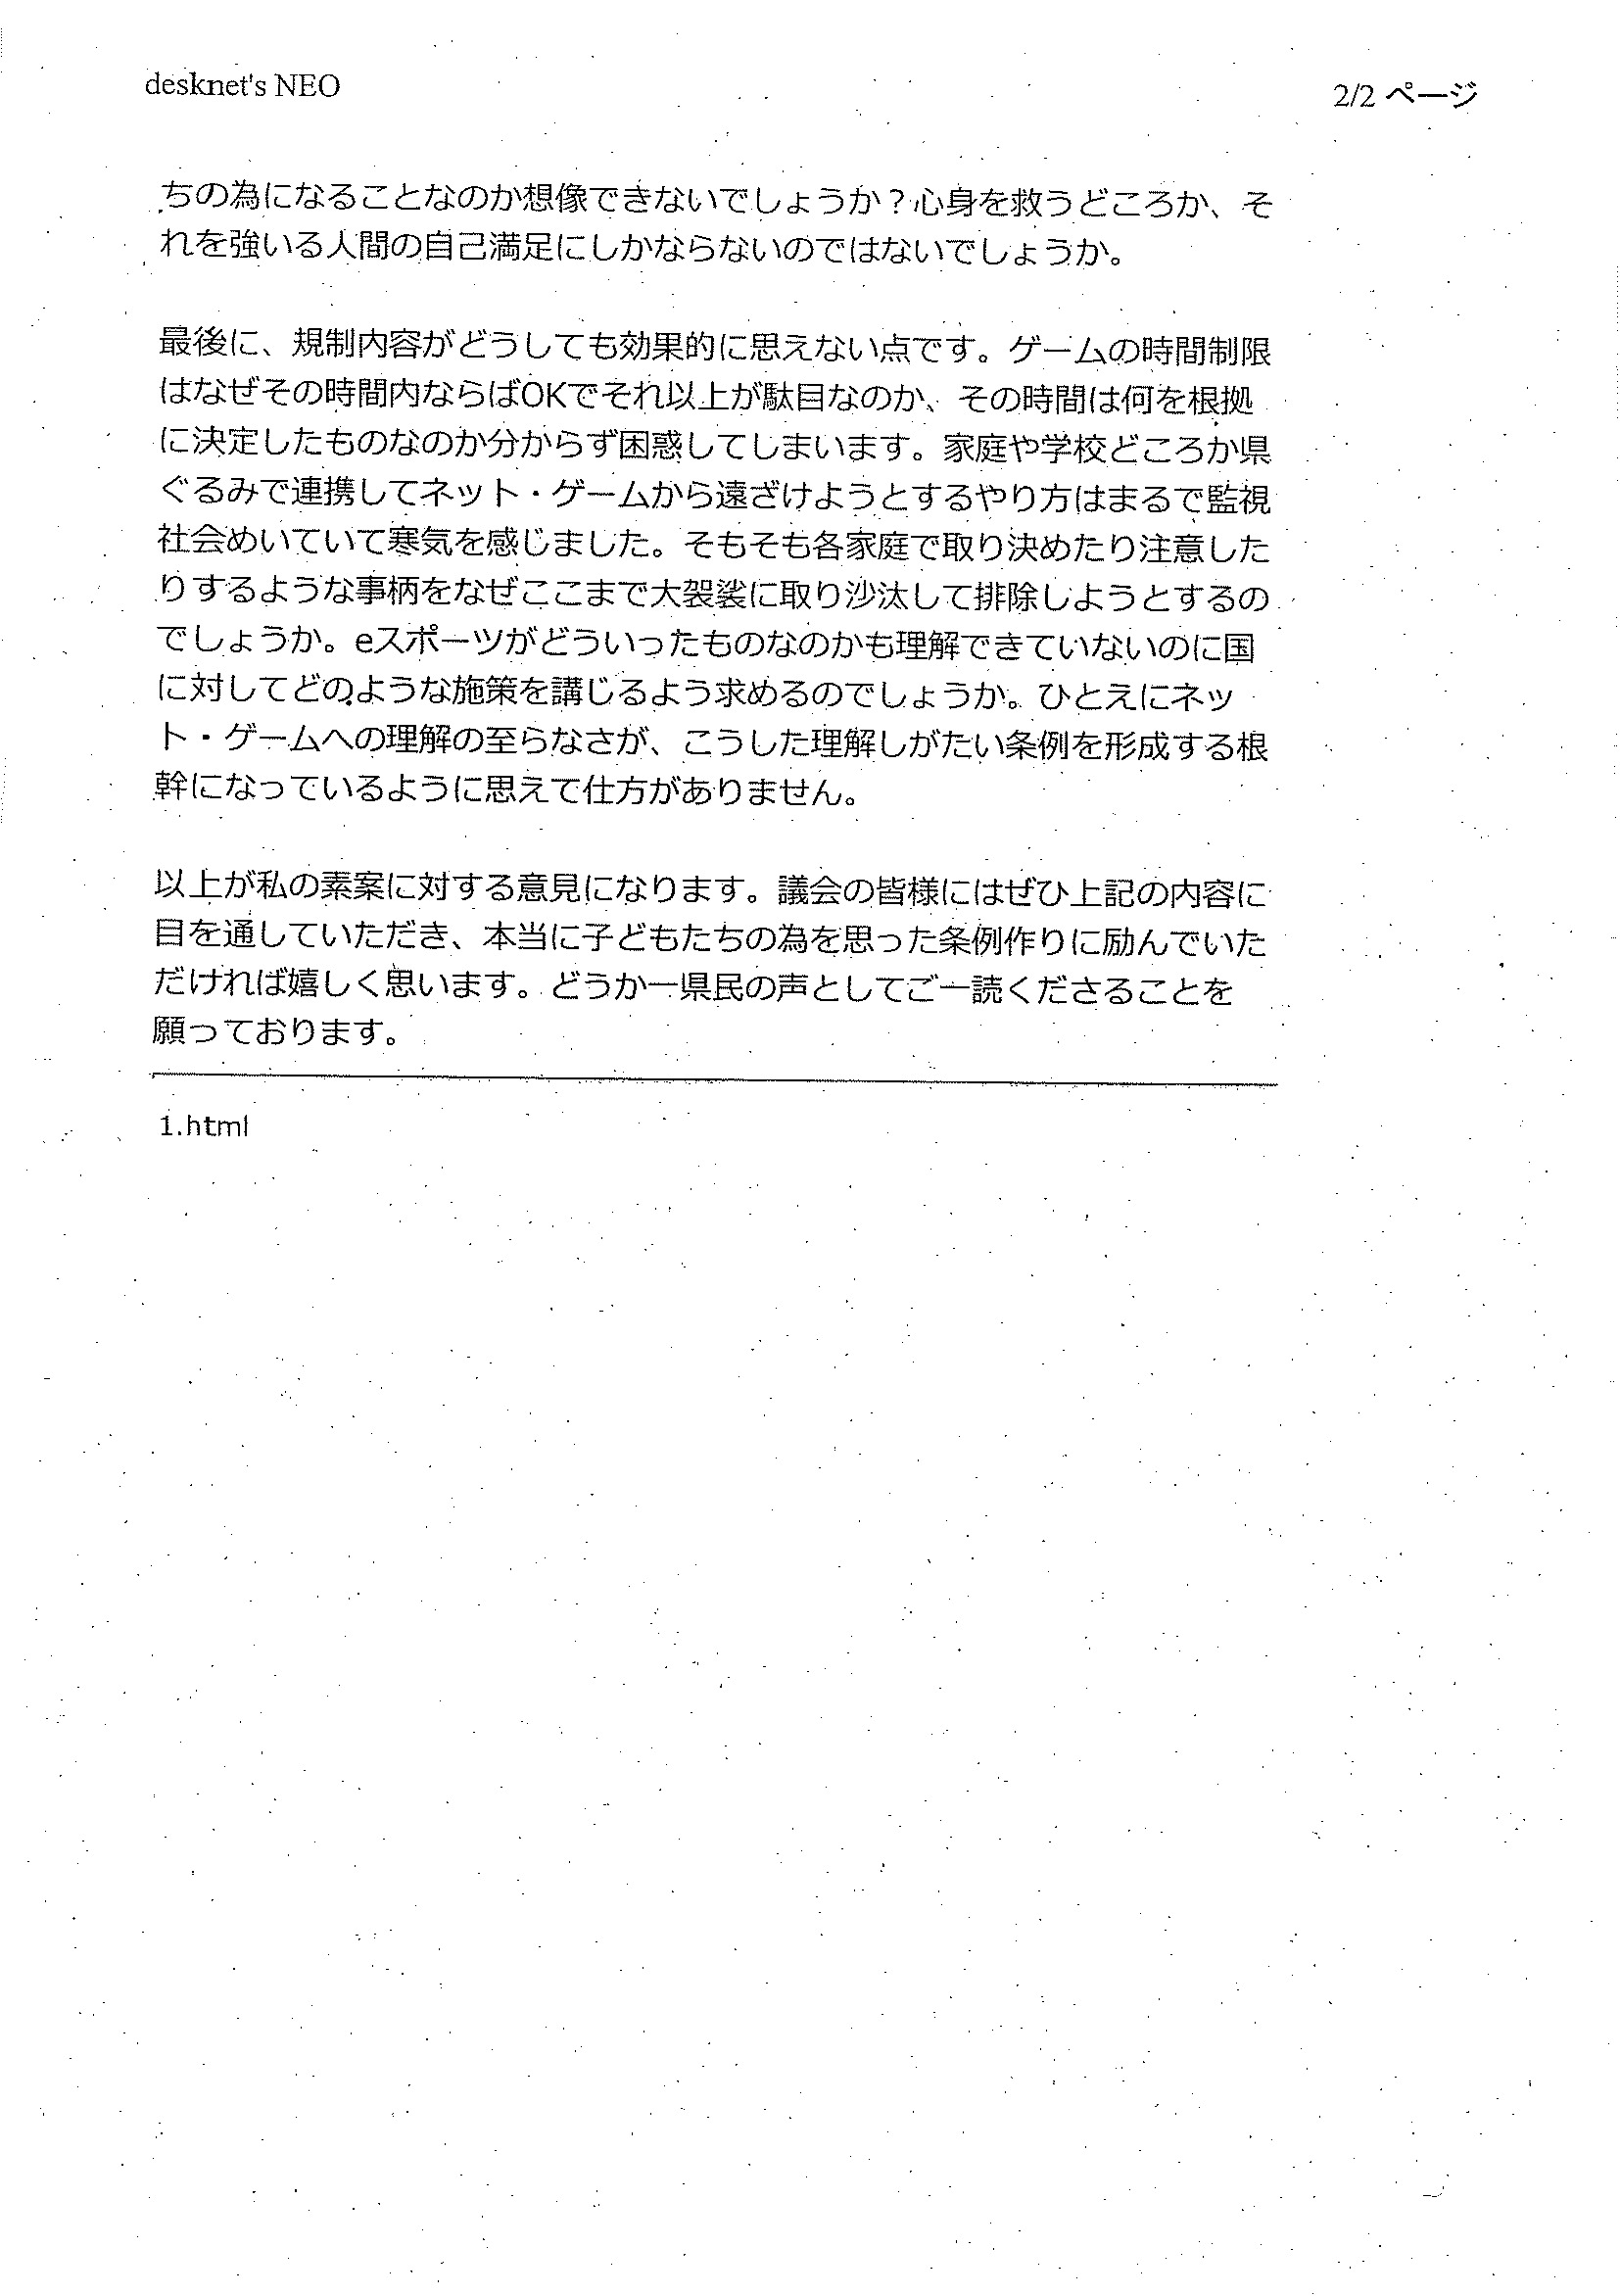 desknet's NEO
2/2 ページ
ちの為になることなのか想像できないでしょうか？心身を救うどころか、そ
れを強いる人間の自己満足にしかならないのではないでしょうか。
最後に、規制内容がどうしても効果的に思えない点です。ゲームの時間制限
はなぜその時間内ならばOKでそれ以上が駄目なのか、その時間は何を根拠
に決定したものなのか分からず困惑してしまいます。家庭や学校どころか県
ぐるみで連携してネット・ゲームから遠ざけようとするやり方はまるで監視
社会めいていて寒気を感じました。そもそも各家庭で取り決めたり注意した
りするような事柄をなぜここまで大袈裟に取り沙汰して排除しようとするの
でしょうか。eスポーツがどういったものなのかも理解できていないのに国
に対してどのような施策を講じるよう求めるのでしょうか。ひとえにネッ
ト・ゲームへの理解の至らなさが、こうした理解しがたい条例を形成する根
幹になっているように思えて仕方がありません。
以上が私の素案に対する意見になります。議会の皆様にはぜひ上記の内容に
目を通していただき、本当に子どもたちの為を思った条例作りに励んでいた
だければ嬉しく思います。どうか一県民の声としてご一読くださることを
願っております。
1.html